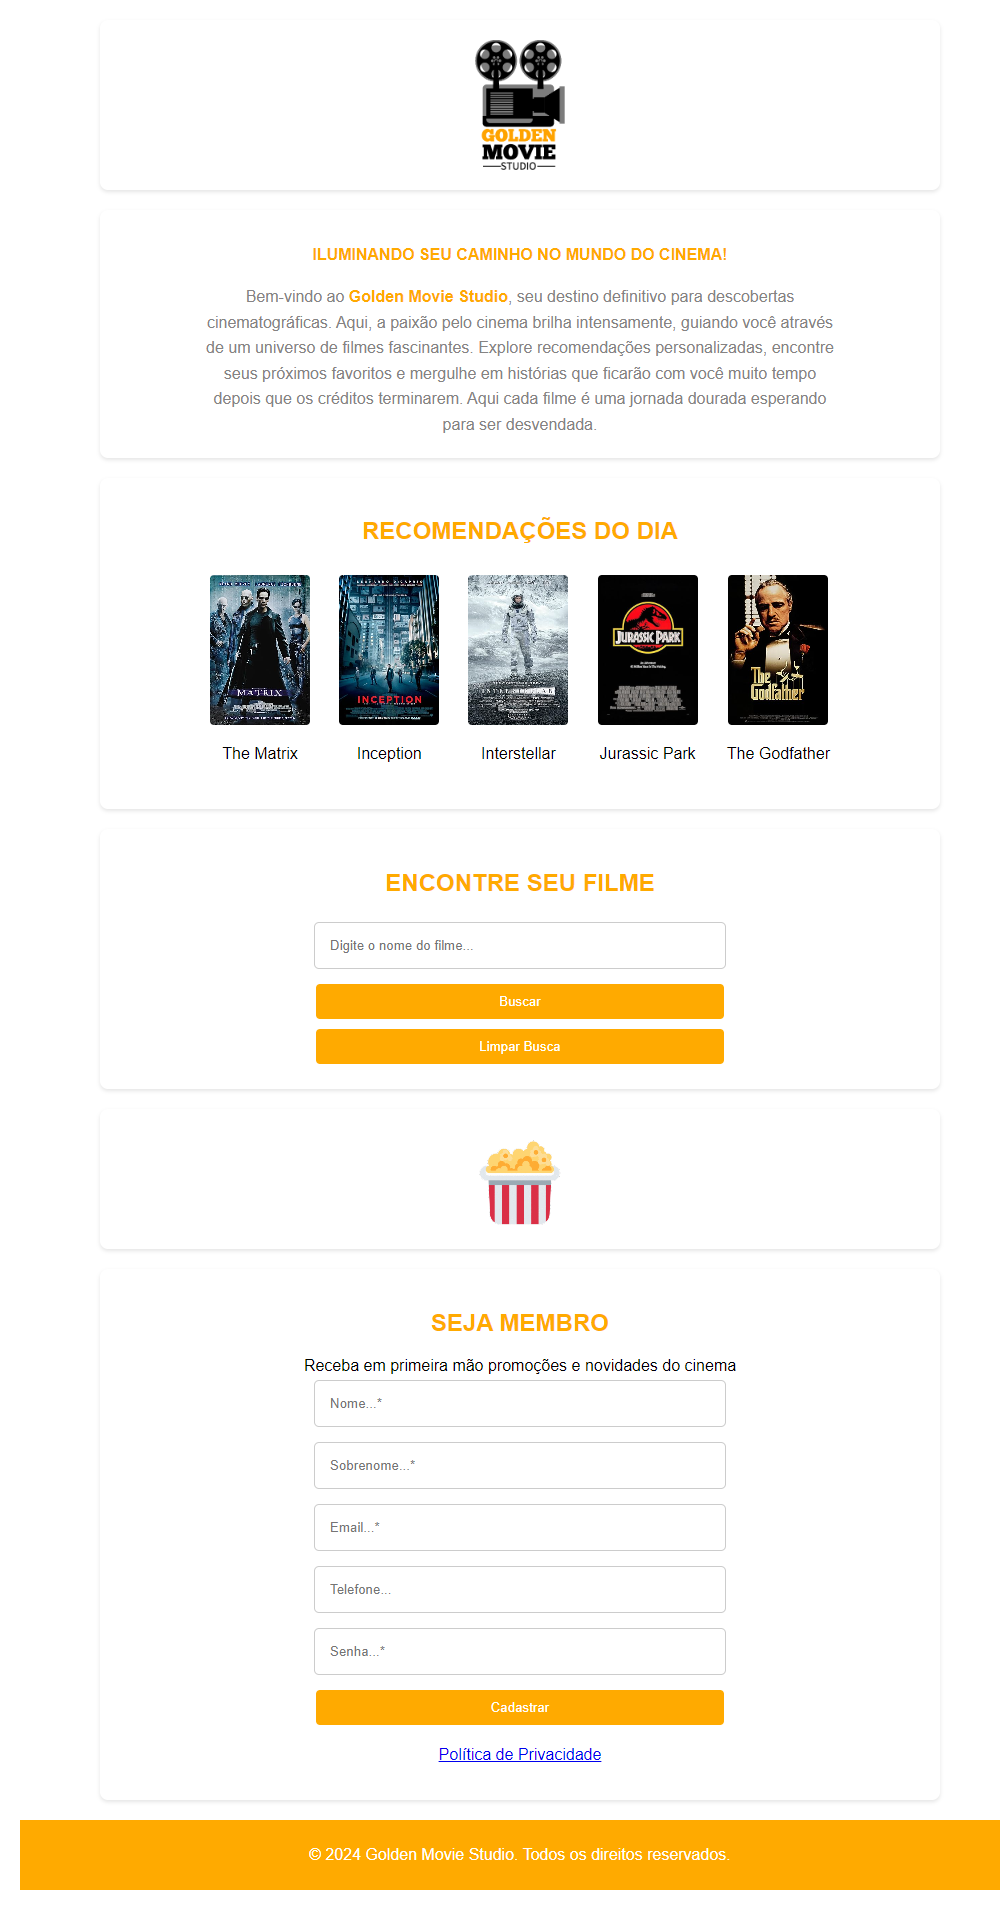 GOLDEN
MOVIE
STUDIO
ILUMINANDO SEU CAMINHO NO MUNDO DO CINEMA!
Bem-vindo ao Golden Movie Studio, seu destino definitivo para descobertas
cinematográficas. Aqui, a paixão pelo cinema brilha intensamente, guiando você através
de um universo de filmes fascinantes. Explore recomendações personalizadas, encontre
seus próximos favoritos e mergulhe em histórias que ficarão com você muito tempo
depois que os créditos terminarem. Aqui cada filme é uma jornada dourada esperando
para ser desvendada.
RECOMENDAÇÕES DO DIA
MATRIX
INCEPTION
JURASSIC PARK
The
Godfather
The Matrix
Inception
Interstellar
Jurassic Park
The Godfather
ENCONTRE SEU FILME
Digite o nome do filme...
Buscar
Limpar Busca
SEJA MEMBRO
Receba em primeira mão promoções e novidades do cinema
Nome...*
Sobrenome...*
Email...*
Telefone...
Senha...*
Cadastrar
Política de Privacidade
© 2024 Golden Movie Studio. Todos os direitos reservados.